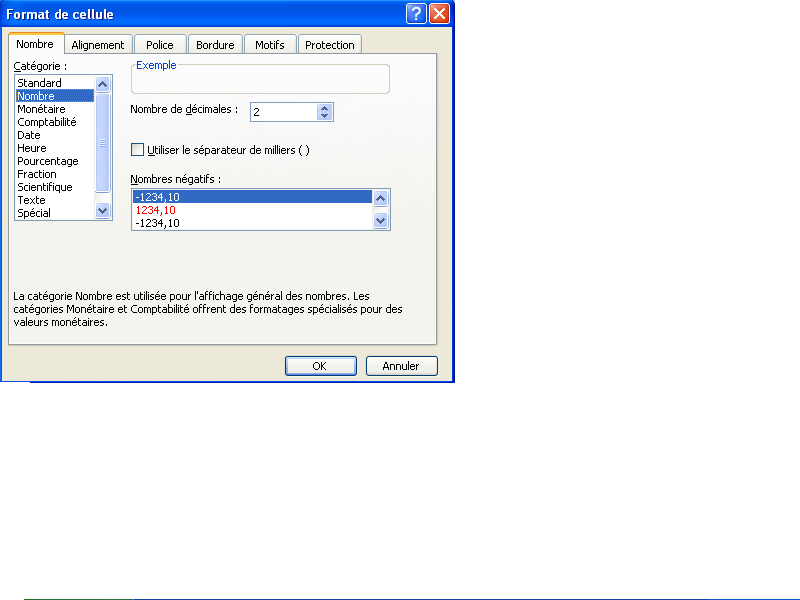 Format de cellule
Nombre Alignement Police Bordure Motifs Protection
Catégorie :
Standard
Nombre
Monétaire
Comptabilité
Date
Heure
Pourcentage
Fraction
Scientifique
Texte
Spécial
Exemple
Nombre de décimales : 2
Utiliser le séparateur de milliers ( )
Nombres négatifs :
-1234,10
1234,10
-1234,10
La catégorie Nombre est utilisée pour l'affichage général des nombres. Les
catégories Monétaire et Comptabilité offrent des formatages spécialisés pour des
valeurs monétaires.
OK Annuler